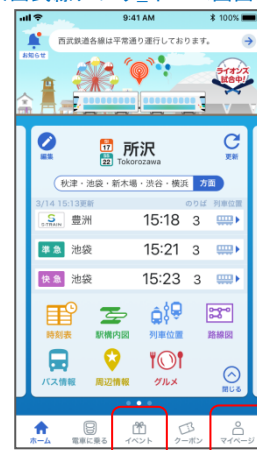 9:41 AM
100%
お知らせ
西武鉄道各線は平常通り運行しております。
ライオンズ
試合中!
編集
17
22
所沢
Tokorozawa
更新
秋津・池袋・新木場・渋谷・横浜 方面
3/14 15:13更新 のりば 列車位置
S-TRAIN 豊洲 15:18 3
準急 池袋 15:21 3
快急 池袋 15:23 3
時刻表 駅構内図 列車位置 路線図
バス情報 周辺情報 グルメ 閉じる
ホーム 電車に乗る イベント クーポン マイページ